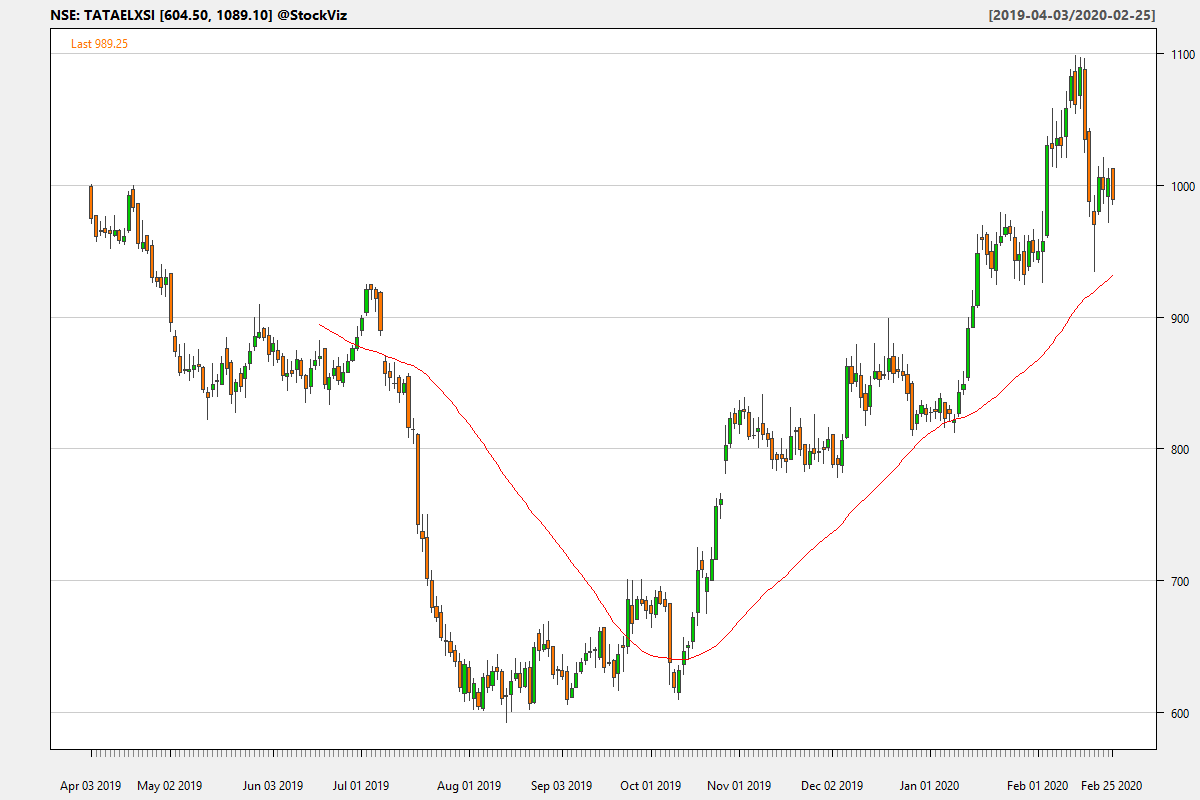 NSE: TATAELXSI [604.50, 1089.10] @StockViz [2019-04-03/2020-02-25]
Last 989.25
1100
1000
900
800
700
600
Apr 03 2019 May 02 2019 Jun 03 2019 Jul 01 2019 Aug 01 2019 Sep 03 2019 Oct 01 2019 Nov 01 2019 Dec 02 2019 Jan 01 2020 Feb 01 2020 Feb 25 2020